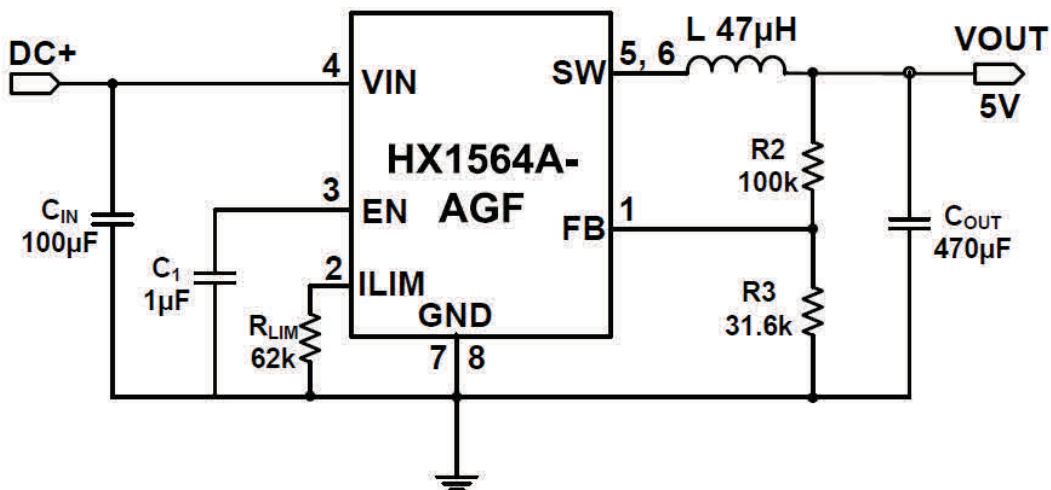 DC+
4
VIN
3
EN
2
ILIM
GND
7
8
HX1564A-
AGF
SW
5, 6
FB
1
L 47µH
VOUT
5V
R2
100k
R3
31.6k
COUT
470µF
CIN
100µF
C1
1µF
RLIM
62k